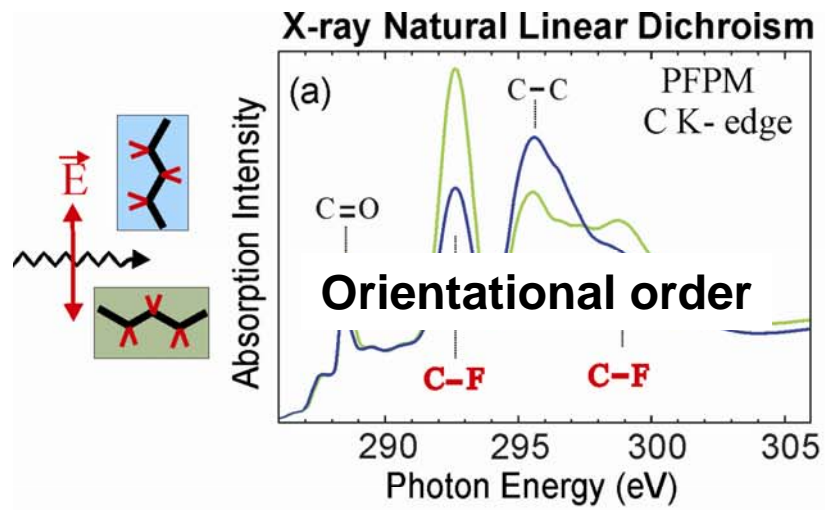 X-ray Natural Linear Dichroism
(a)
PFPM
C K- edge
C–C
C=O
E
Orientational order
C–F
C–F
Absorption Intensity
290
295
300
305
Photon Energy (eV)